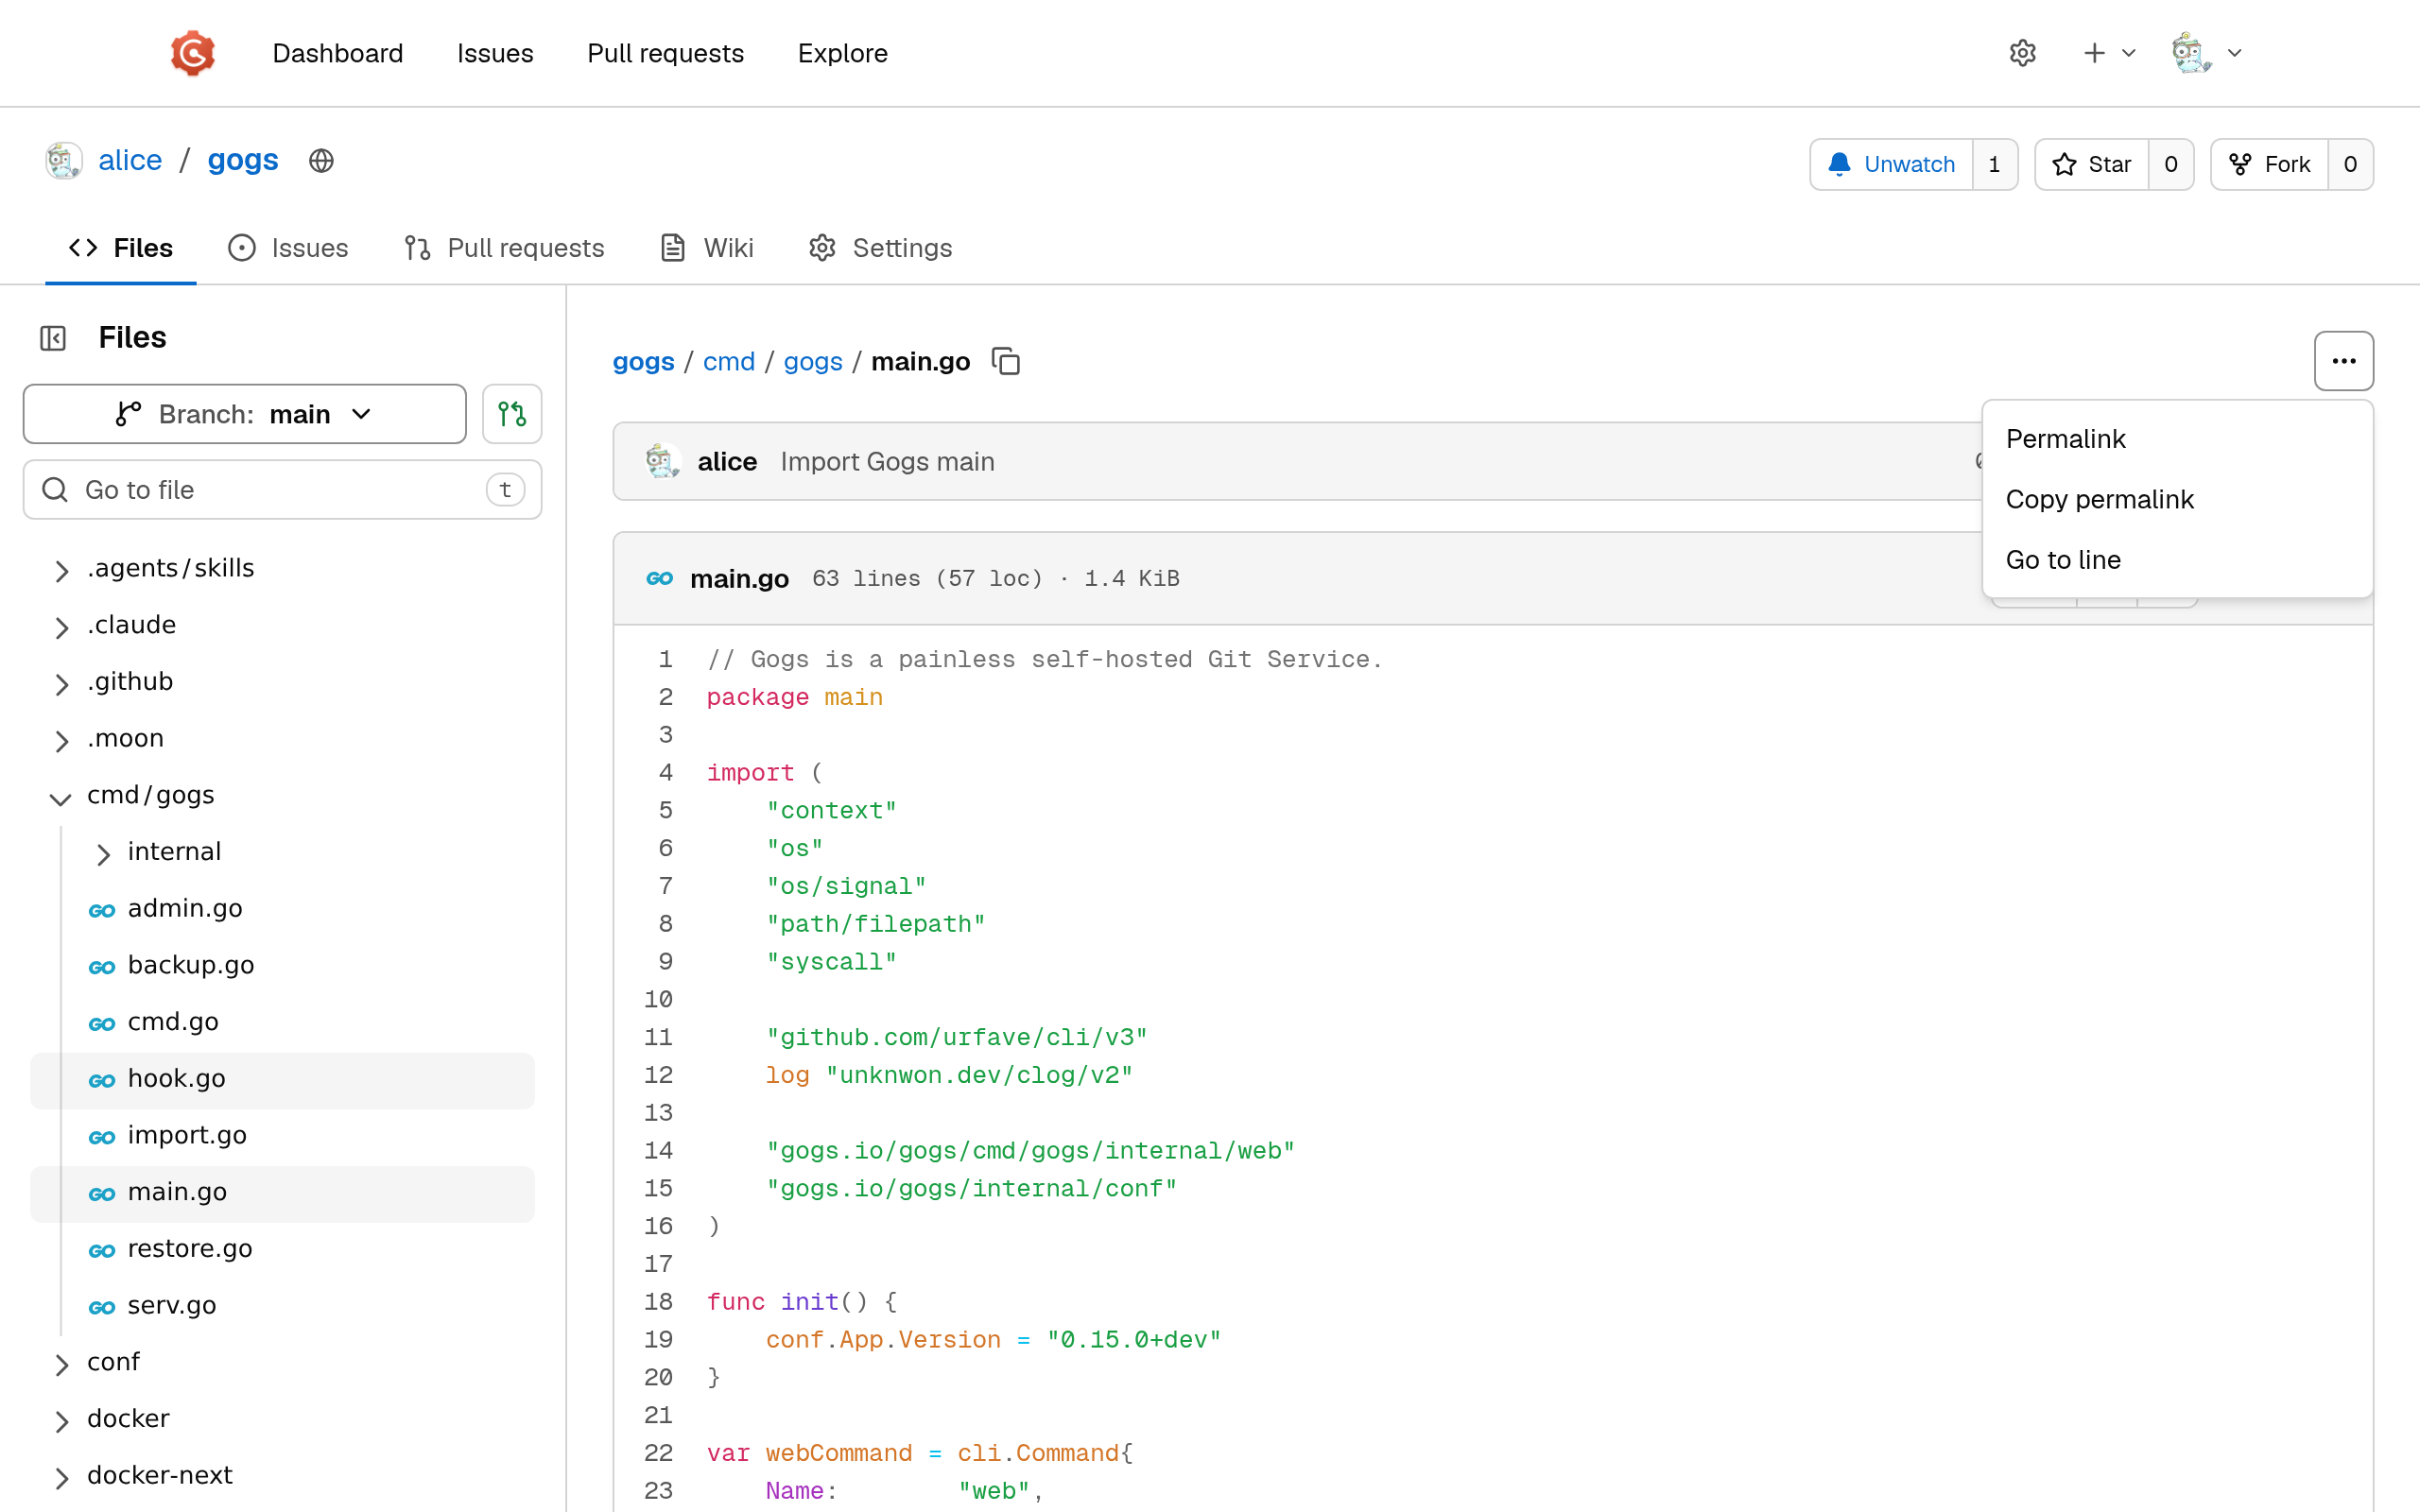 Dashboard Issues Pull requests Explore
alice / gogs
Unwatch 1 Star 0 Fork 0
Files Issues Pull requests Wiki Settings
Files
Branch: main
Go to file t
.agents/skills
.claude
.github
.moon
cmd/gogs
internal
admin.go
backup.go
cmd.go
hook.go
import.go
main.go
restore.go
serv.go
conf
docker
docker-next
gogs / cmd / gogs / main.go
Permalink
Copy permalink
Go to line
alice Import Gogs main
main.go 63 lines (57 loc) · 1.4 KiB
1 // Gogs is a painless self-hosted Git Service.
2 package main
3
4 import (
5 "context"
6 "os"
7 "os/signal"
8 "path/filepath"
9 "syscall"
10
11 "github.com/urfave/cli/v3"
12 log "unknwon.dev/clog/v2"
13
14 "gogs.io/gogs/cmd/gogs/internal/web"
15 "gogs.io/gogs/internal/conf"
16 )
17
18 func init() {
19 conf.App.Version = "0.15.0+dev"
20 }
21
22 var webCommand = cli.Command{
23 Name: "web",